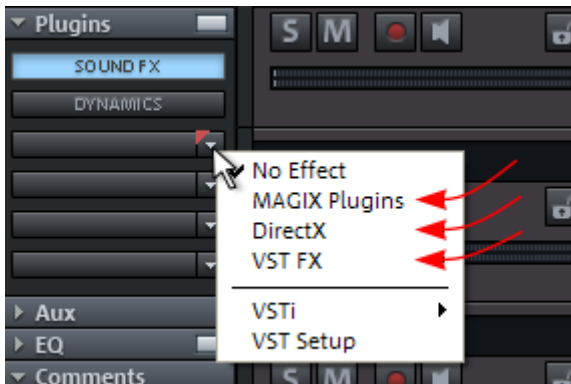 Plugins
S M
SOUND FX
DYNAMICS
No Effect
MAGIX Plugins
DirectX
VST FX
VSTi
VST Setup
Aux
EQ
Comments
S M